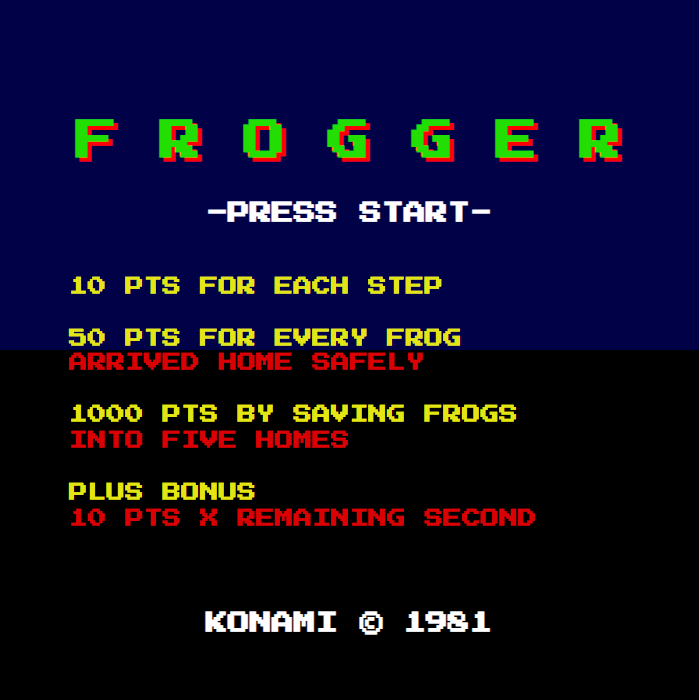 FROGGER
-PRESS START-
10 PTS FOR EACH STEP
50 PTS FOR EVERY FROG
ARRIVED HOME SAFELY
1000 PTS BY SAVING FROGS
INTO FIVE HOMES
PLUS BONUS
10 PTS X REMAINING SECOND
KONAMI © 1981